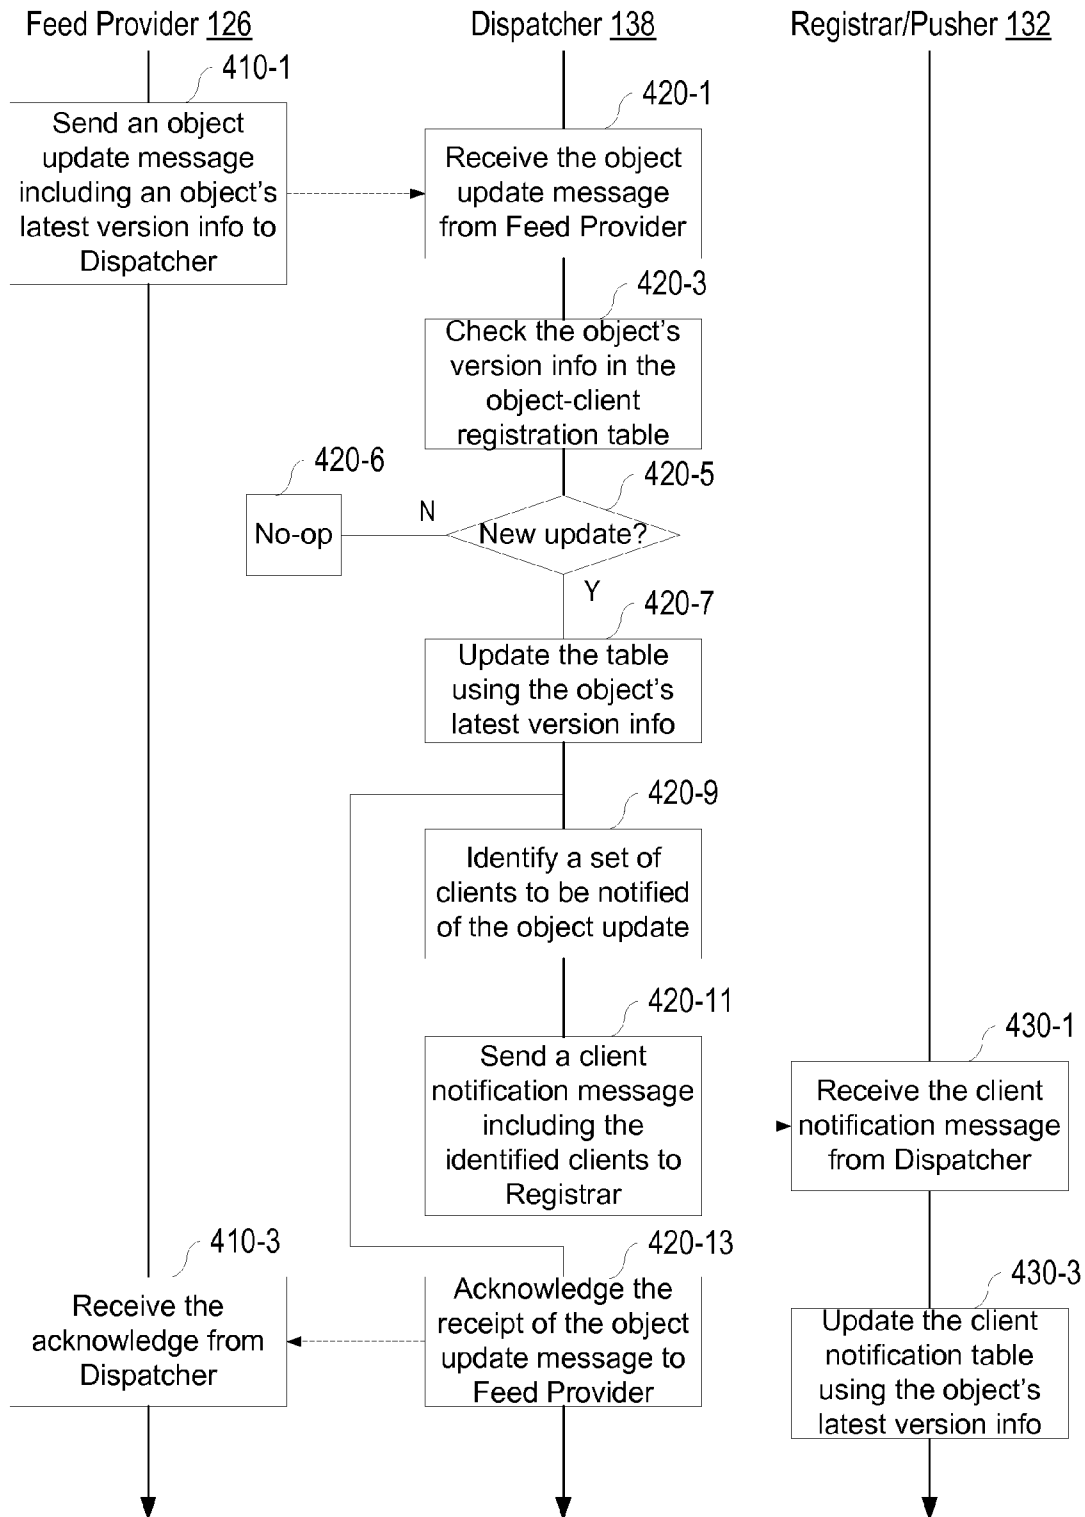 Feed Provider 126
Dispatcher 138
Registrar/Pusher 132
410-1
Send an object
update message
including an object's
latest version info to
Dispatcher
420-1
Receive the object
update message
from Feed Provider
420-3
Check the object's
version info in the
object-client
registration table
420-5
New update?
N
420-6
No-op
Y
420-7
Update the table
using the object's
latest version info
420-9
Identify a set of
clients to be notified
of the object update
420-11
Send a client
notification message
including the
identified clients to
Registrar
430-1
Receive the client
notification message
from Dispatcher
420-13
Acknowledge the
receipt of the object
update message to
Feed Provider
410-3
Receive the
acknowledge from
Dispatcher
430-3
Update the client
notification table
using the object's
latest version info